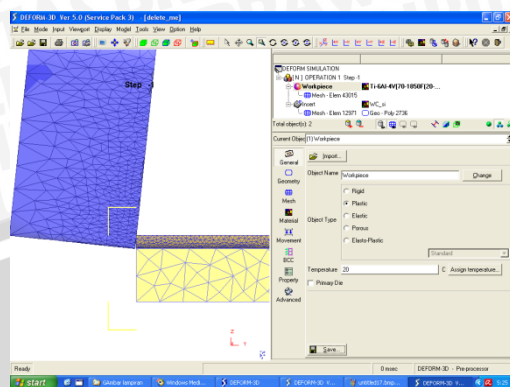 DEFORM-3D Ver 5.0 (Service Pack 3) - [delete_me]
File Mode Input Viewport Display Model Tools View Option Help
Step -1
DEFORM SIMULATION
[N] OPERATION 1 Step -1
Workpiece Ti-6Al-4V[70-1850F(20-...
Mesh - Elem 43015
Insert WC_si
Mesh - Elem 12971 Geo - Poly 2736
Total object(s): 2
Current Object [1] Workpiece
General
Import...
Object Name Workpiece Change
Geometry
Rigid
Mesh
Plastic
Material
Object Type
Elastic
Porous
Movement
Elasto-Plastic
BCC
Standard
Property
Temperature 20 C Assign temperature...
Primary Die
Advanced
Save...
Z
Y
Ready
0 msec DEFORM-3D - Pre-processor
start
GAmbar lampiran
Windows Medi...
DEFORM-3D
DEFORM-3D V...
untitled17.bmp...
DEFORM-3D V...